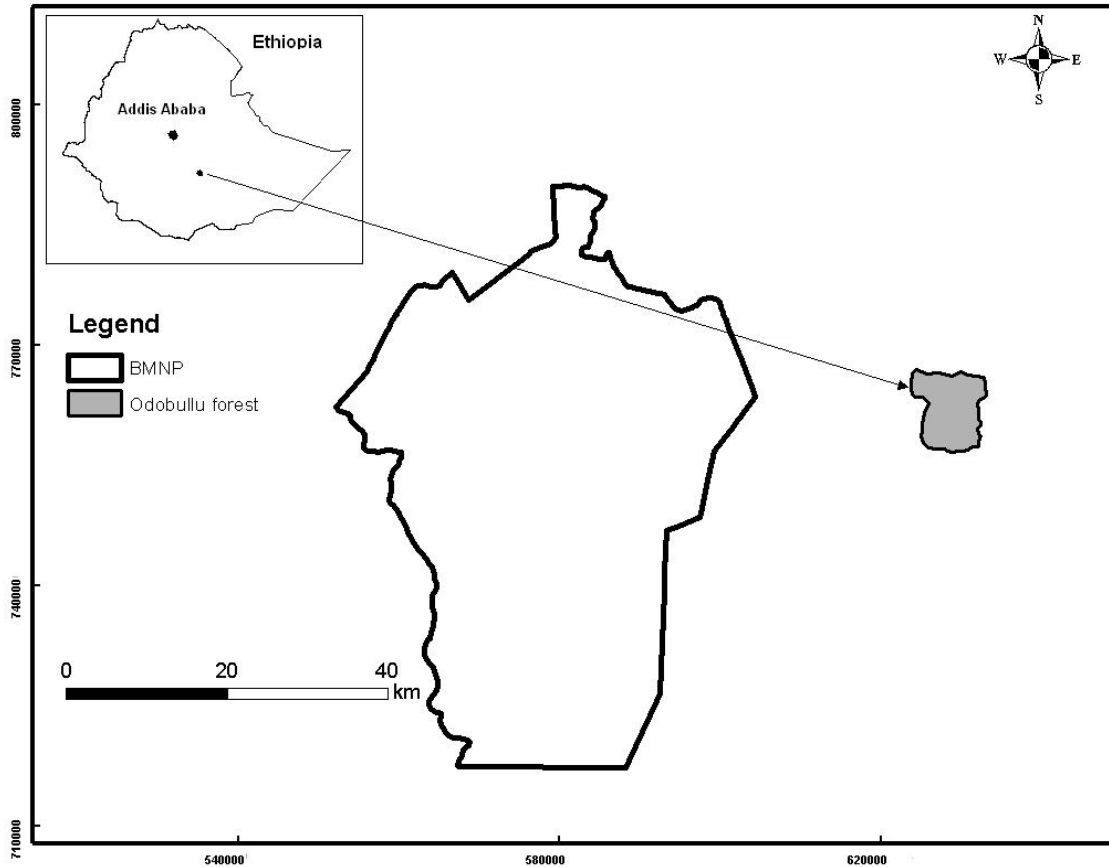 Ethiopia
Addis Ababa
N
W E
S
Legend
BMNP
Odobullu forest
0 20 40
km
800000
770000
740000
710000
540000 580000 620000